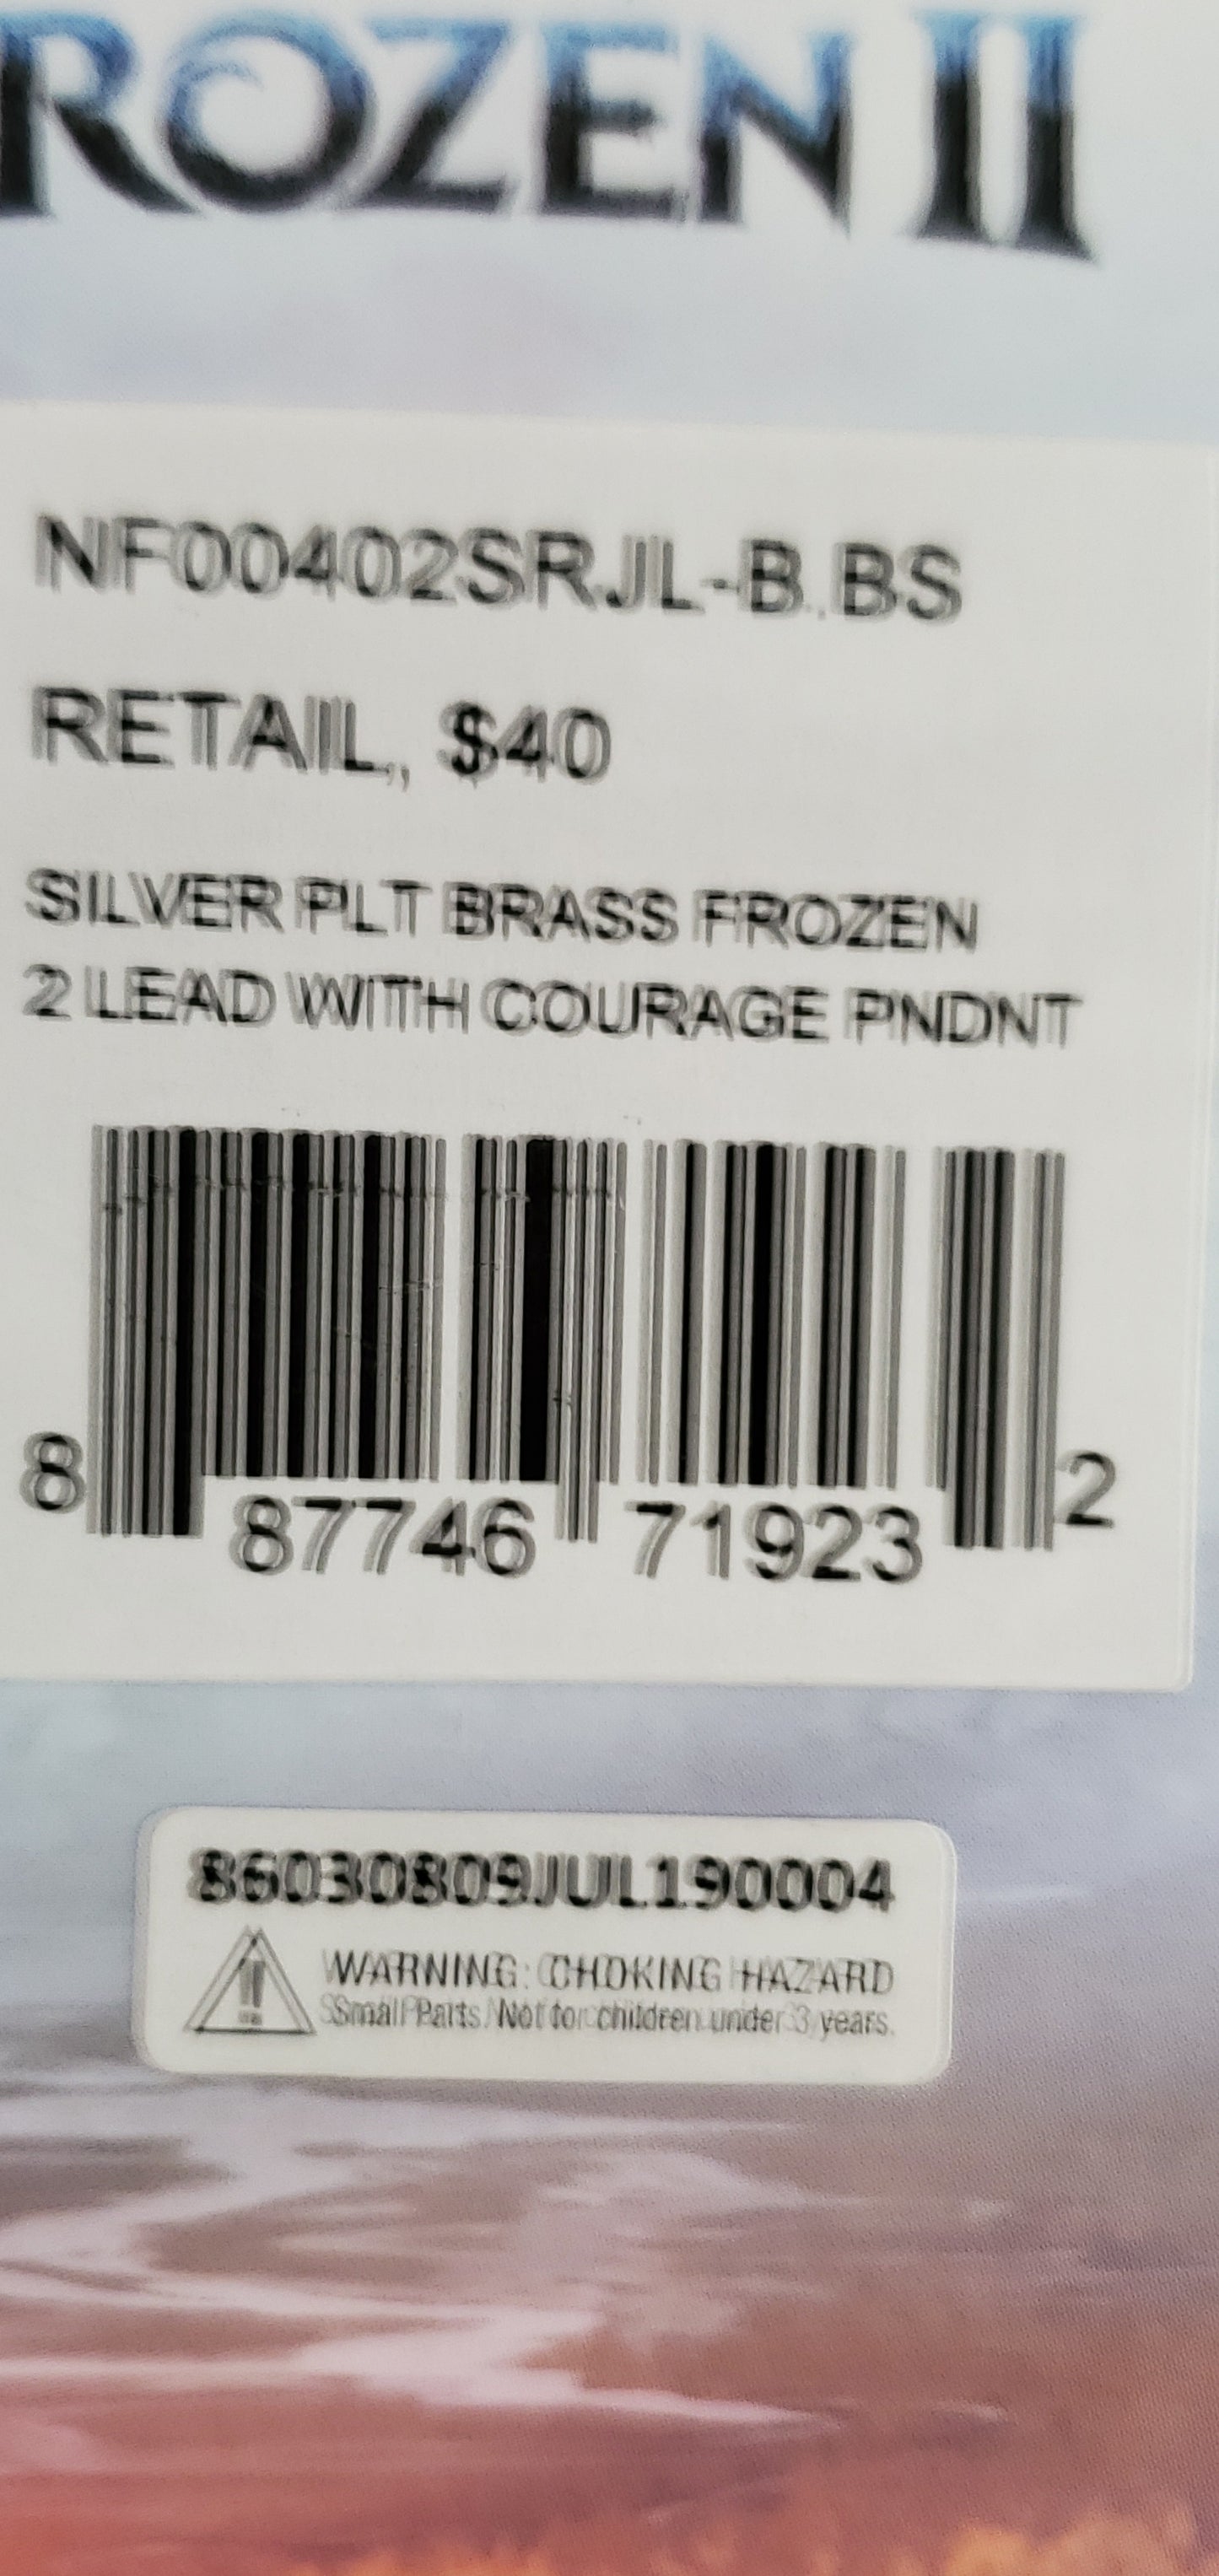 ROZEN II
NF00402SRJL-B.BS
RETAIL, $40
SILVER PLT BRASS FROZEN
2 LEAD WITH COURAGE PNDNT
8 87746 71923 2
86030809JUL190004
WARNING: CHOKING HAZARD
Small Parts. Not for children under 3 years.